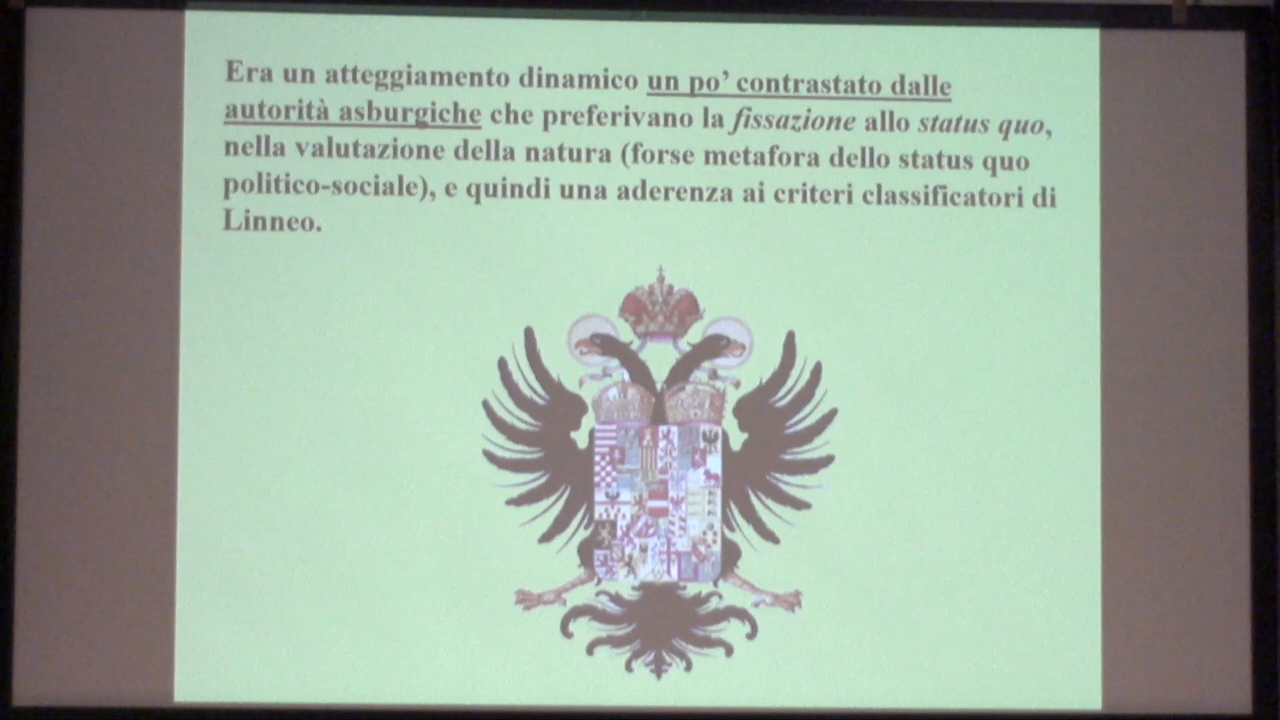 Era un atteggiamento dinamico un po’ contrastato dalle
autorità asburgiche che preferivano la fissazione allo status quo,
nella valutazione della natura (forse metafora dello status quo
politico-sociale), e quindi una aderenza ai criteri classificatori di
Linneo.